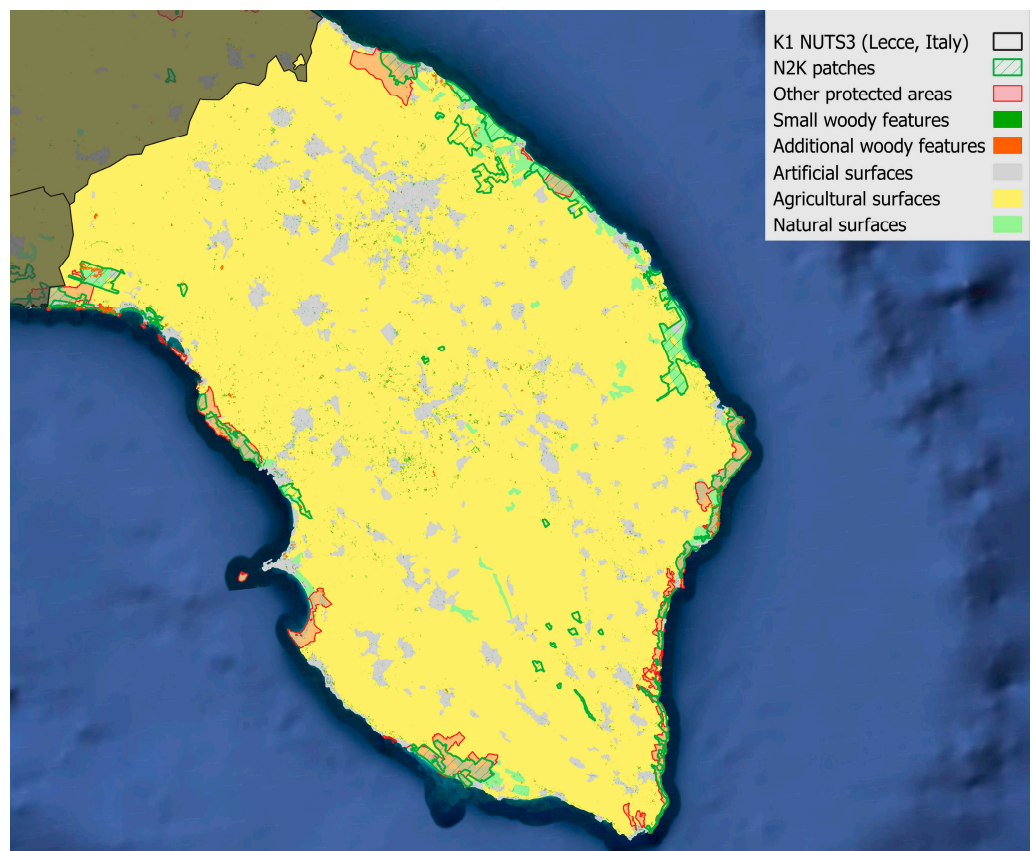 K1 NUTS3 (Lecce, Italy)
N2K patches
Other protected areas
Small woody features
Additional woody features
Artificial surfaces
Agricultural surfaces
Natural surfaces